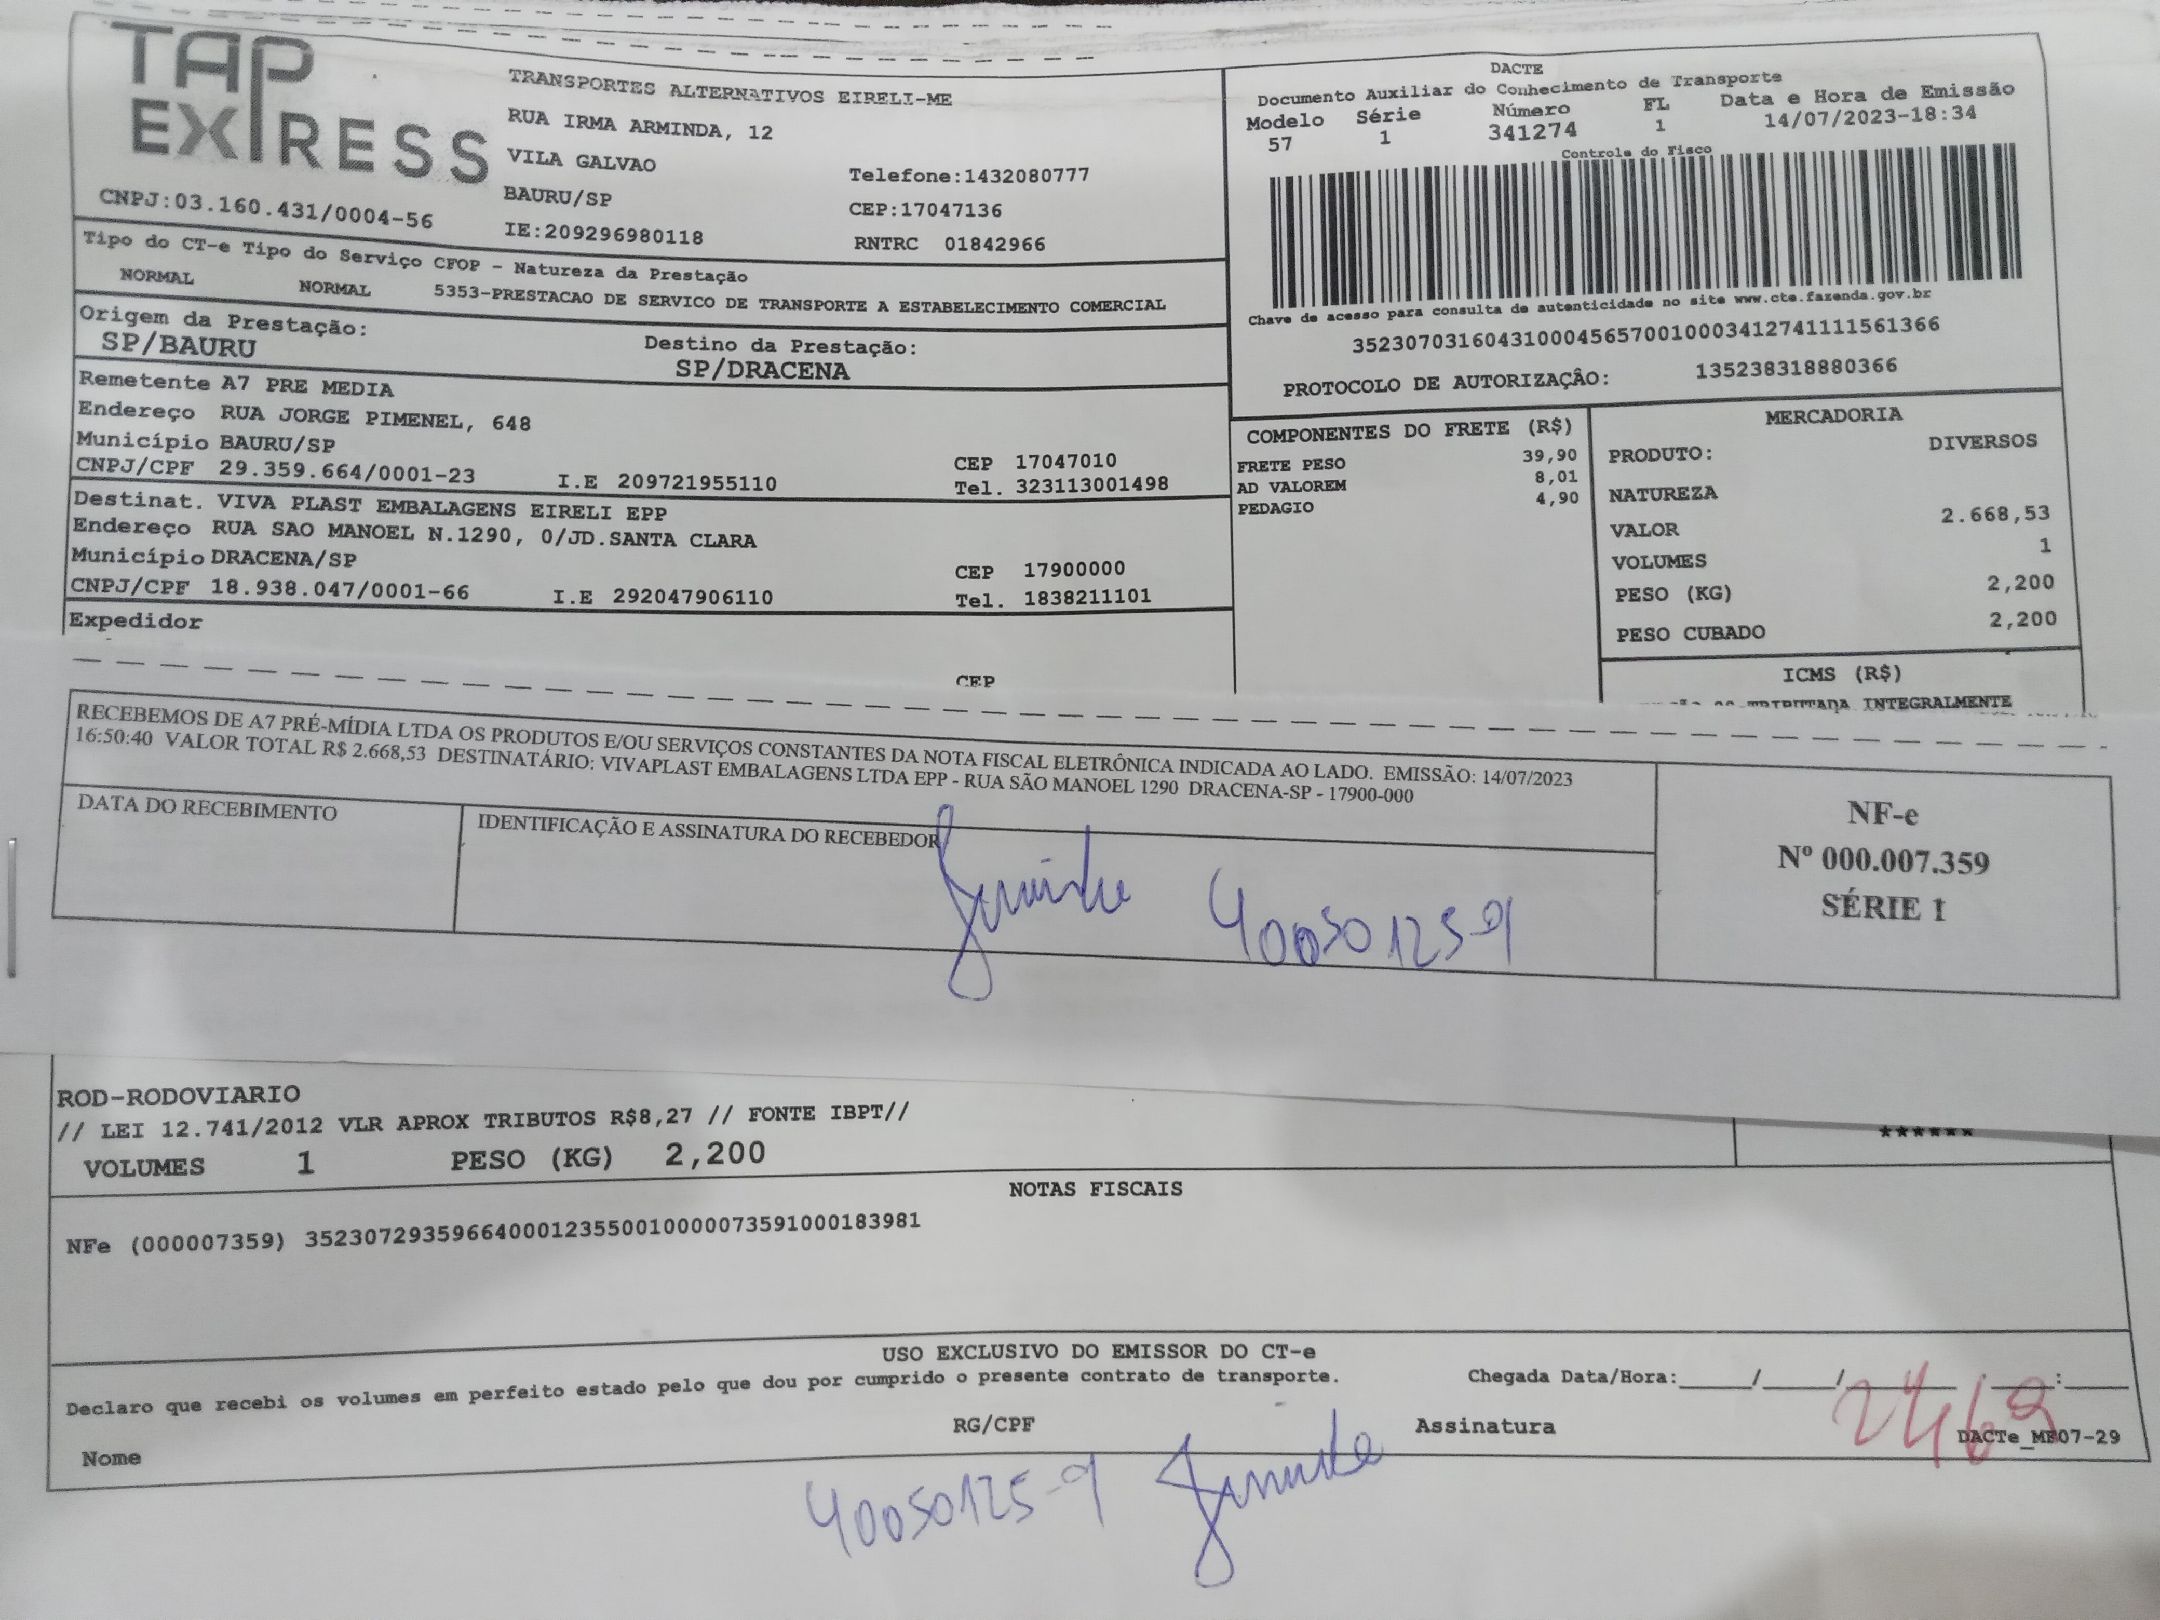 TAP
EXPRESS
CNPJ:03.160.431/0004-56
TRANSPORTES ALTERNATIVOS EIRELI-ME
RUA IRMA ARMINDA, 12
VILA GALVAO
BAURU/SP
IE:209296980118
Telefone:1432080777
CEP:17047136
RNTRC 01842966
DACTE
Documento Auxiliar do Conhecimento de Transporte
Modelo Série Número FL Data e Hora de Emissão
57 1 341274 1 14/07/2023-18:34
Controle do Fisco
Chave de acesso para consulta de autenticidade no site www.cte.fazenda.gov.br
35230703160431000456570010003412741111561366
PROTOCOLO DE AUTORIZAÇÂO: 135238318880366
Tipo do CT-e Tipo do Serviço CFOP - Natureza da Prestação
NORMAL NORMAL 5353-PRESTACAO DE SERVICO DE TRANSPORTE A ESTABELECIMENTO COMERCIAL
Origem da Prestação: Destino da Prestação:
SP/BAURU SP/DRACENA
Remetente A7 PRE MEDIA
Endereço RUA JORGE PIMENEL, 648
Município BAURU/SP CEP 17047010
CNPJ/CPF 29.359.664/0001-23 I.E 209721955110 Tel. 323113001498
Destinat. VIVA PLAST EMBALAGENS EIRELI EPP
Endereço RUA SAO MANOEL N.1290, 0/JD.SANTA CLARA
Município DRACENA/SP CEP 17900000
CNPJ/CPF 18.938.047/0001-66 I.E 292047906110 Tel. 1838211101
Expedidor
CEP
COMPONENTES DO FRETE (R$)
FRETE PESO 39,90
AD VALOREM 8,01
PEDAGIO 4,90
MERCADORIA
PRODUTO: DIVERSOS
NATUREZA
VALOR 2.668,53
VOLUMES 1
PESO (KG) 2,200
PESO CUBADO 2,200
ICMS (R$)
TRIBUTADA INTEGRALMENTE
RECEBEMOS DE A7 PRÉ-MÍDIA LTDA OS PRODUTOS E/OU SERVIÇOS CONSTANTES DA NOTA FISCAL ELETRÔNICA INDICADA AO LADO. EMISSÃO: 14/07/2023
16:50:40 VALOR TOTAL R$ 2.668,53 DESTINATÁRIO: VIVAPLAST EMBALAGENS LTDA EPP - RUA SÃO MANOEL 1290 DRACENA-SP - 17900-000
DATA DO RECEBIMENTO
IDENTIFICAÇÃO E ASSINATURA DO RECEBEDOR
40050125-9
NF-e
Nº 000.007.359
SÉRIE 1
ROD-RODOVIARIO
// LEI 12.741/2012 VLR APROX TRIBUTOS R$8,27 // FONTE IBPT//
VOLUMES 1 PESO (KG) 2,200
******
NOTAS FISCAIS
NFe (000007359) 35230729359664000123550010000073591000183981
USO EXCLUSIVO DO EMISSOR DO CT-e
Declaro que recebi os volumes em perfeito estado pelo que dou por cumprido o presente contrato de transporte.
Chegada Data/Hora:_____/_____/________ _____:_____
Nome RG/CPF Assinatura
DACTe_ME07-29
40050125-9